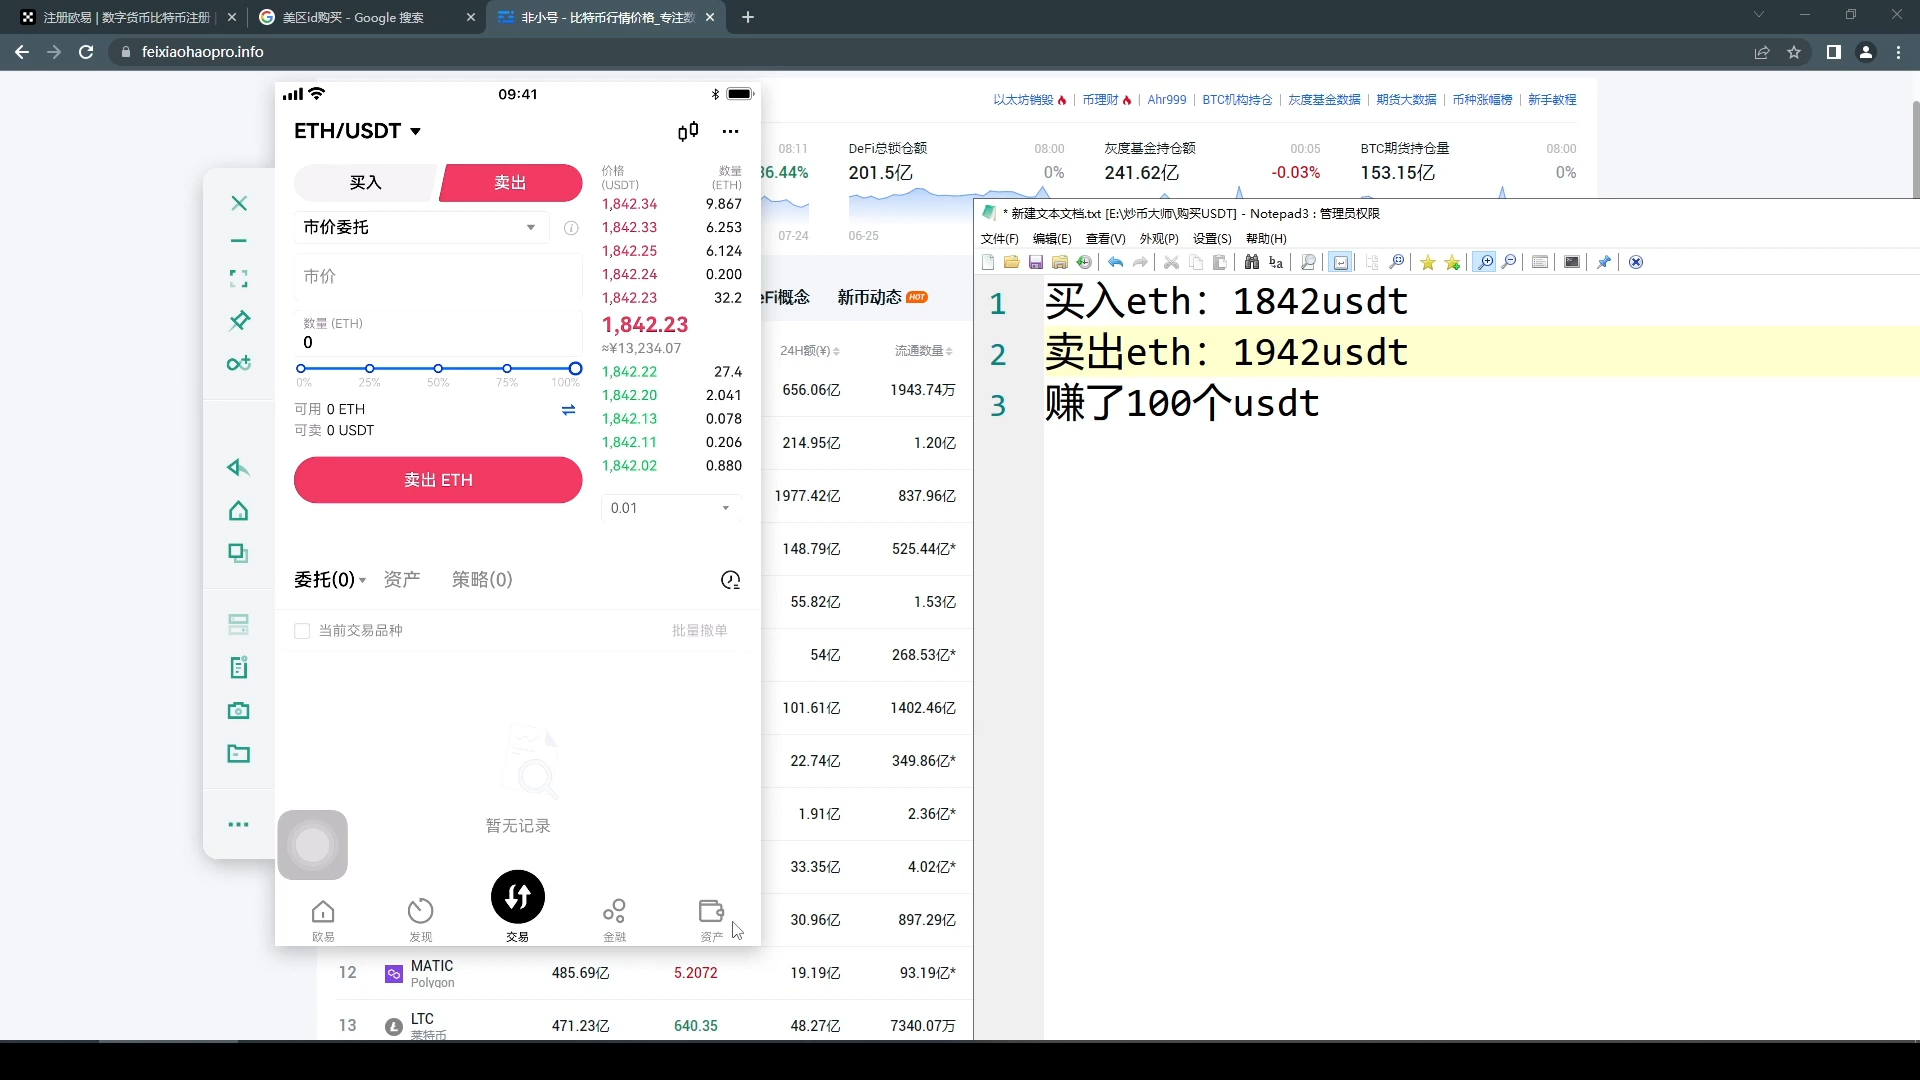 注册欧易 | 数字货币比特币注册
美区id购买 - Google 搜索
非小号 - 比特币行情价格_专注数
feixiaohaopro.info
以太坊销毁 | 币理财 | Ahr999 | BTC机构持仓 | 灰度基金数据 | 期货大数据 | 币种涨幅榜 | 新手教程
08:11
36.44%
07-24
DeFi总锁仓额 08:00
201.5亿 0%
06-25
灰度基金持仓额 00:05
241.62亿 -0.03%
BTC期货持仓量 08:00
153.15亿 0%
eFi概念 新币动态 HOT
24H额(¥) 流通数量
656.06亿 1943.74万
214.95亿 1.20亿
1977.42亿 837.96亿
148.79亿 525.44亿*
55.82亿 1.53亿
54亿 268.53亿*
101.61亿 1402.46亿
22.74亿 349.86亿*
1.91亿 2.36亿*
33.35亿 4.02亿*
30.96亿 897.29亿
12 MATIC 485.69亿 5.2072 19.19亿 93.19亿*
Polygon
13 LTC 471.23亿 640.35 48.27亿 7340.07万
莱特币
09:41
ETH/USDT
买入 卖出
市价委托
市价
数量 (ETH)
0
0% 25% 50% 75% 100%
可用 0 ETH
可卖 0 USDT
卖出 ETH
价格 数量
(USDT) (ETH)
1,842.34 9.867
1,842.33 6.253
1,842.25 6.124
1,842.24 0.200
1,842.23 32.2
1,842.23
≈¥13,234.07
1,842.22 27.4
1,842.20 2.041
1,842.13 0.078
1,842.11 0.206
1,842.02 0.880
0.01
委托(0) 资产 策略(0)
当前交易品种 批量撤单
暂无记录
欧易 发现 交易 金融 资产
* 新建文本文档.txt [E:\炒币大师\购买USDT] - Notepad3 : 管理员权限
文件(F) 编辑(E) 查看(V) 外观(P) 设置(S) 帮助(H)
1 买入eth：1842usdt
2 卖出eth：1942usdt
3 赚了100个usdt